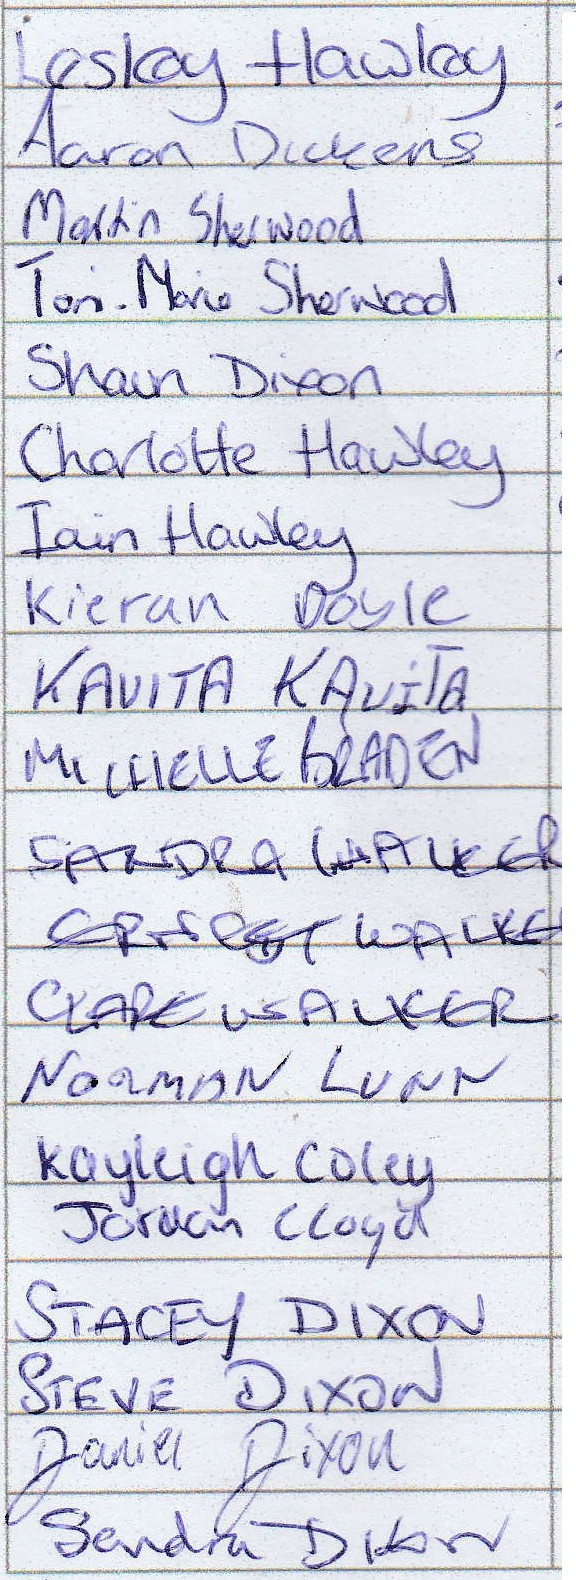 Lesley Hawley
Aaron Dickens
Martin Sherwood
Toni-Marie Sherwood
Shaun Dixon
Charlotte Hawley
Iain Hawley
Kieran Doyle
KAVITA KAVITA
MICHELLE BRADEN
SANDRA WALKER
ERNEST WALKER
CLARE WALKER
NORMAN LUNN
Kayleigh Coley
Jordan Lloyd
STACEY DIXON
STEVE DIXON
Daniel Dixon
Sandra Dixon